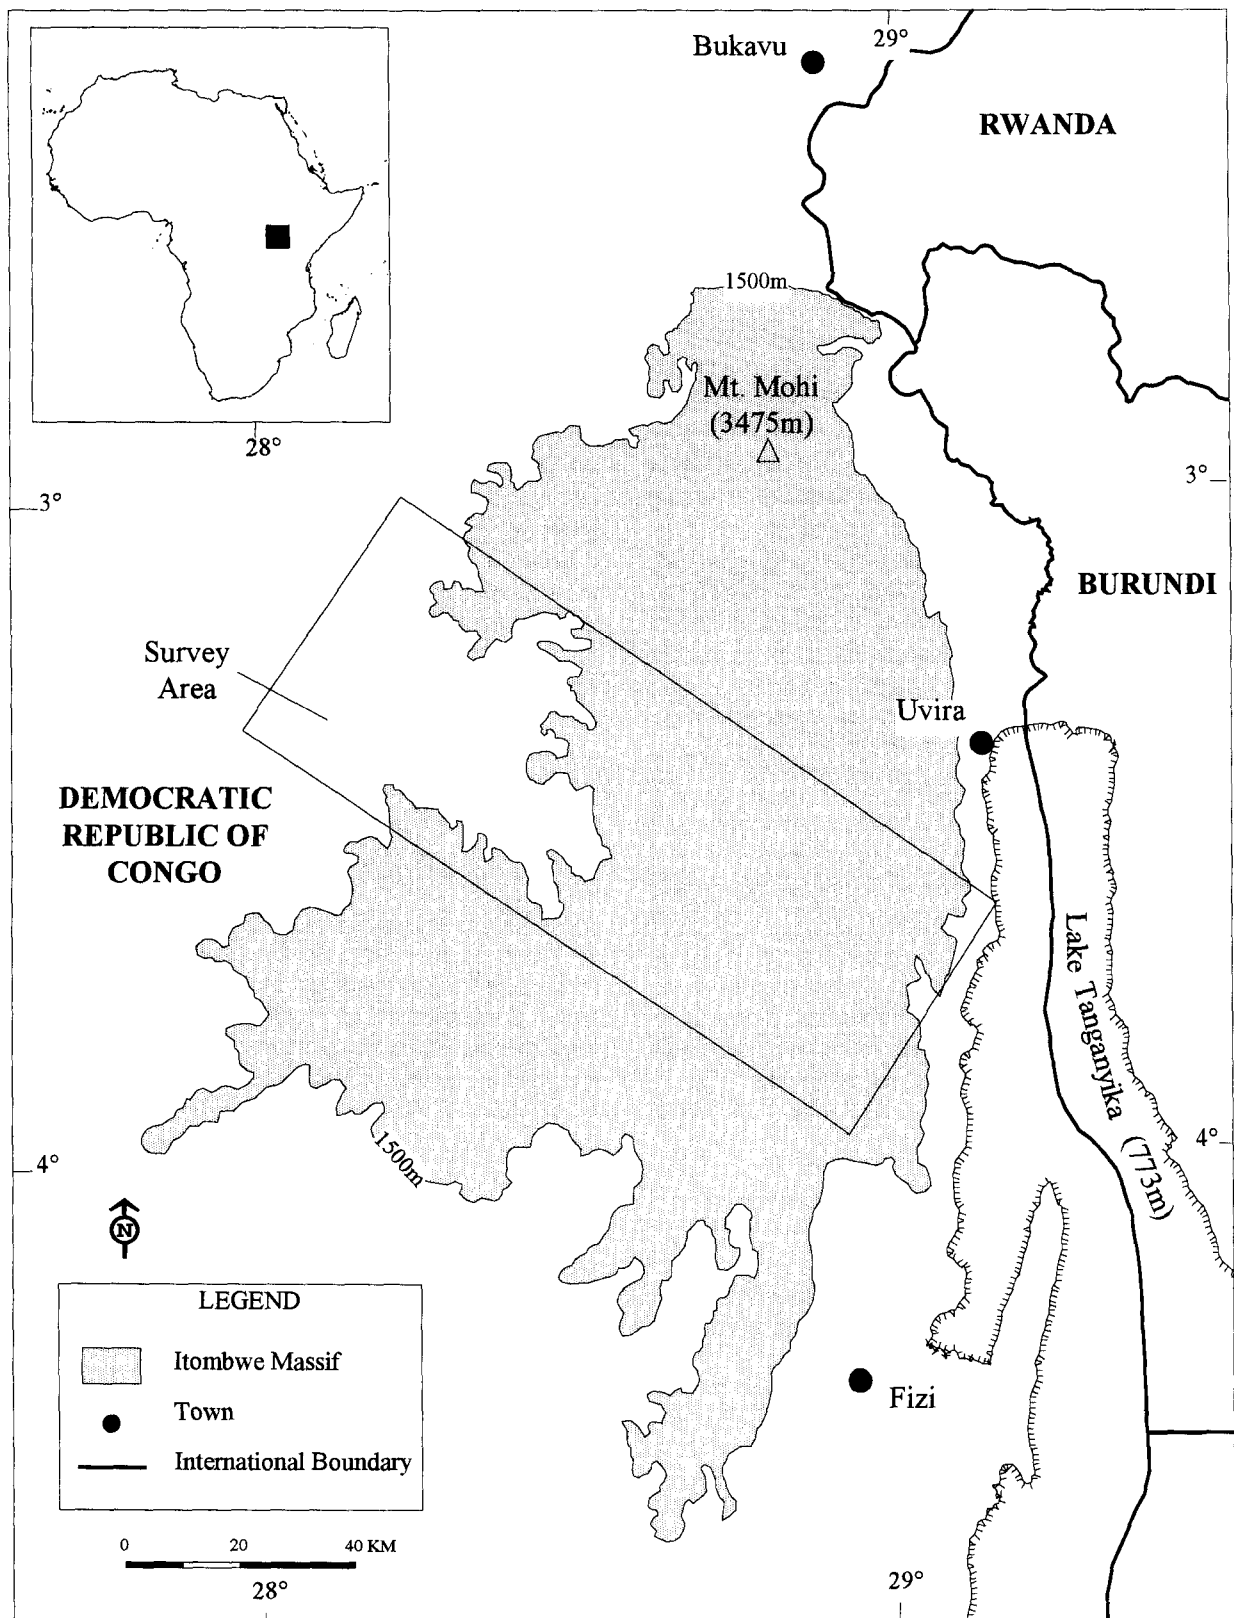 Bukavu
29°
RWANDA
1500m
28°
Mt. Mohi
(3475m)
3°
3°
BURUNDI
Survey
Area
Uvira
DEMOCRATIC
REPUBLIC OF
CONGO
Lake Tanganyika (773m)
4°
1500m
4°
N
LEGEND
Itombwe Massif
Town
International Boundary
Fizi
0 20 40 KM
28°
29°